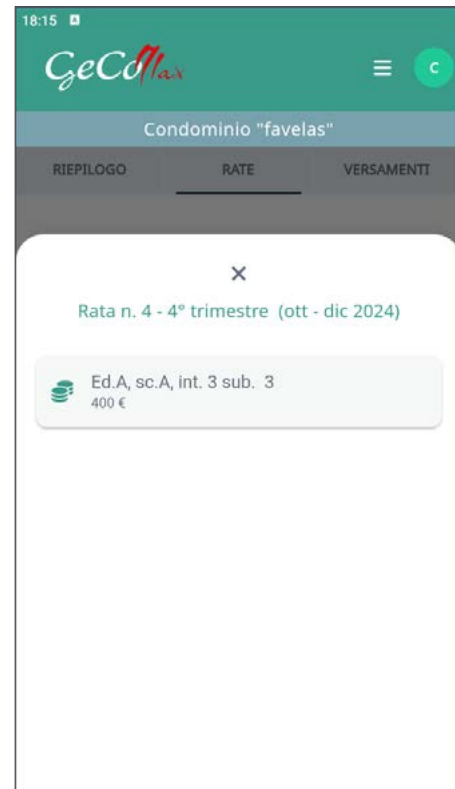 18:15 A
GeCoMax
C
Condominio "favelas"
RIEPILOGO RATE VERSAMENTI
Rata n. 4 - 4° trimestre (ott - dic 2024)
Ed.A, sc.A, int. 3 sub. 3
400 €